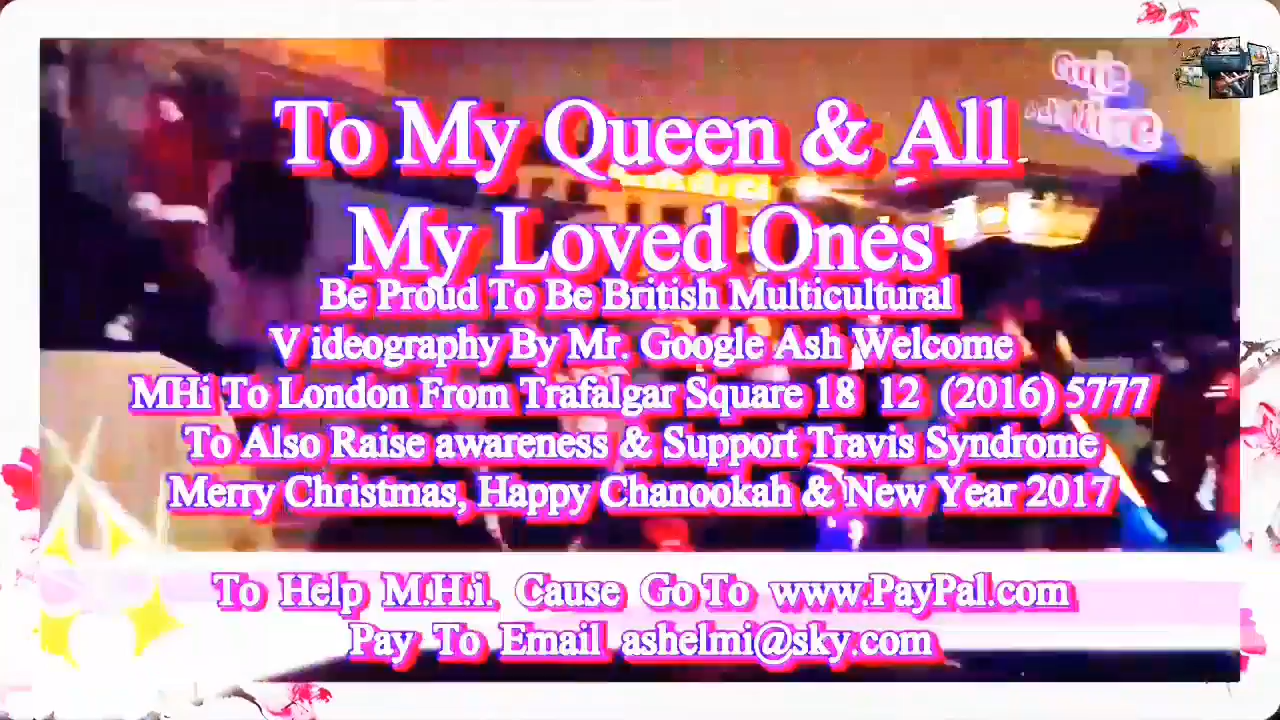 To My Queen & All
My Loved Ones
Be Proud To Be British Multicultural
V ideography By Mr. Google Ash Welcome
MHi To London From Trafalgar Square 18 12 (2016) 5777
To Also Raise awareness & Support Travis Syndrome
Merry Christmas, Happy Chanookah & New Year 2017
To Help M.H.i. Cause Go To www.PayPal.com
Pay To Email ashelmi@sky.com